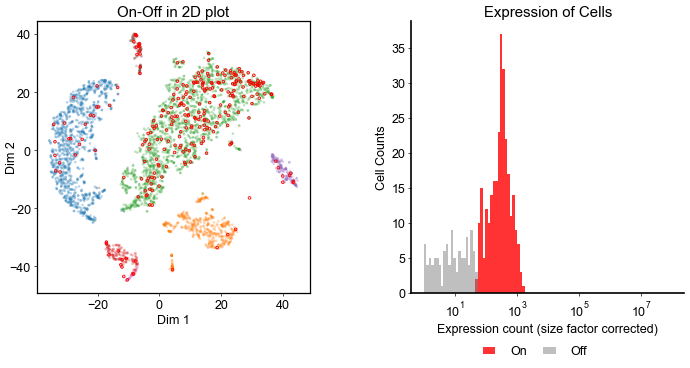 On-Off in 2D plot
Dim 2
40
20
0
−20
−40
−20
0
20
40
Dim 1
Expression of Cells
Cell Counts
35
30
25
20
15
10
5
0
10^1
10^3
10^5
10^7
Expression count (size factor corrected)
On
Off